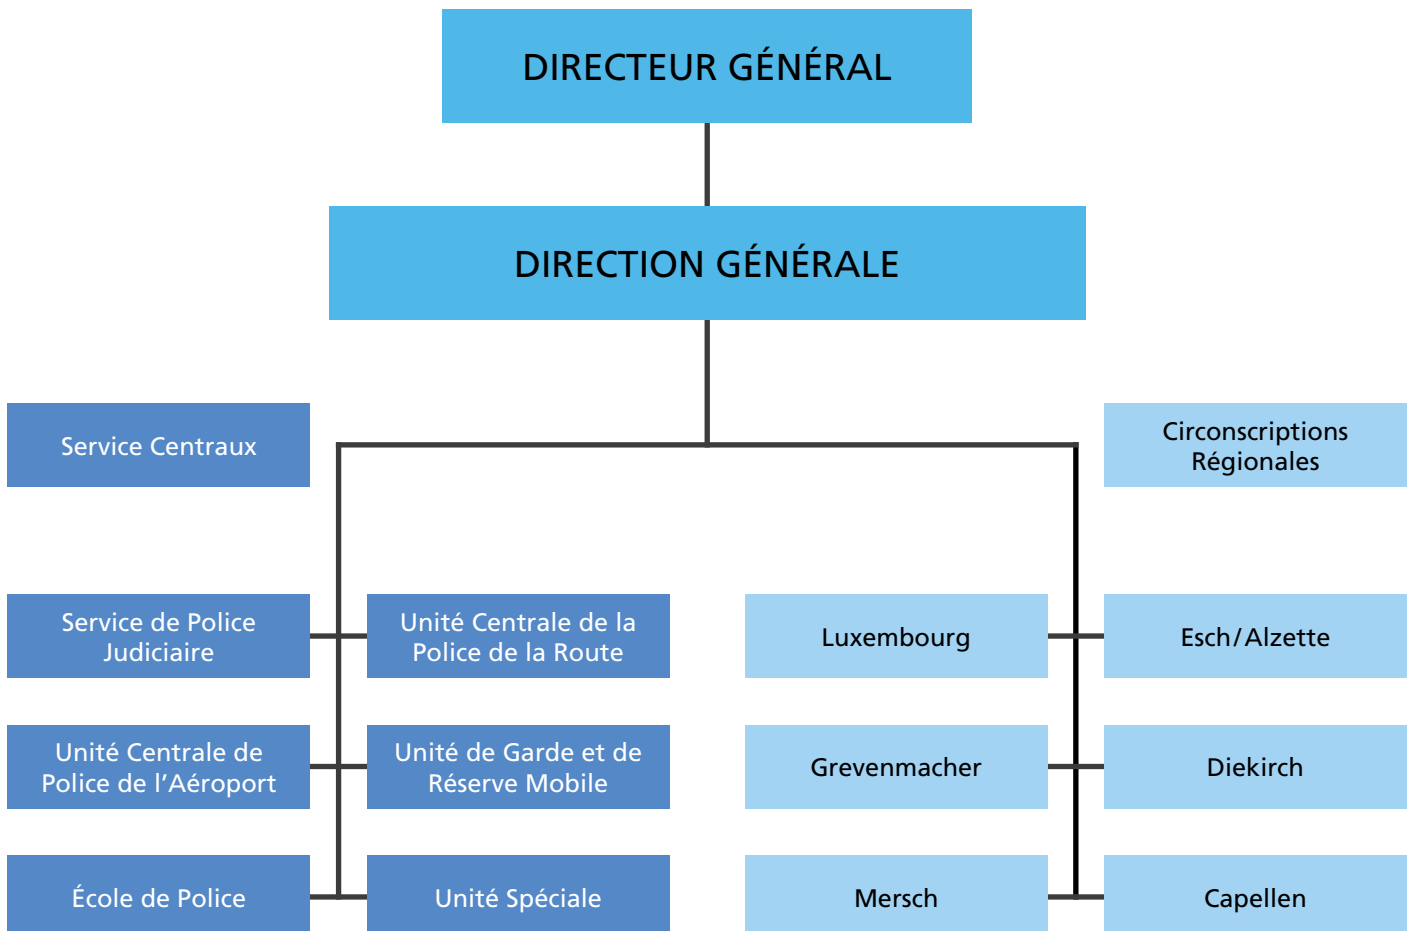 DIRECTEUR GÉNÉRAL
DIRECTION GÉNÉRALE
Service Centraux
Circonscriptions
Régionales
Service de Police
Judiciaire
Unité Centrale de la
Police de la Route
Luxembourg
Esch/Alzette
Unité Centrale de
Police de l’Aéroport
Unité de Garde et de
Réserve Mobile
Grevenmacher
Diekirch
École de Police
Unité Spéciale
Mersch
Capellen